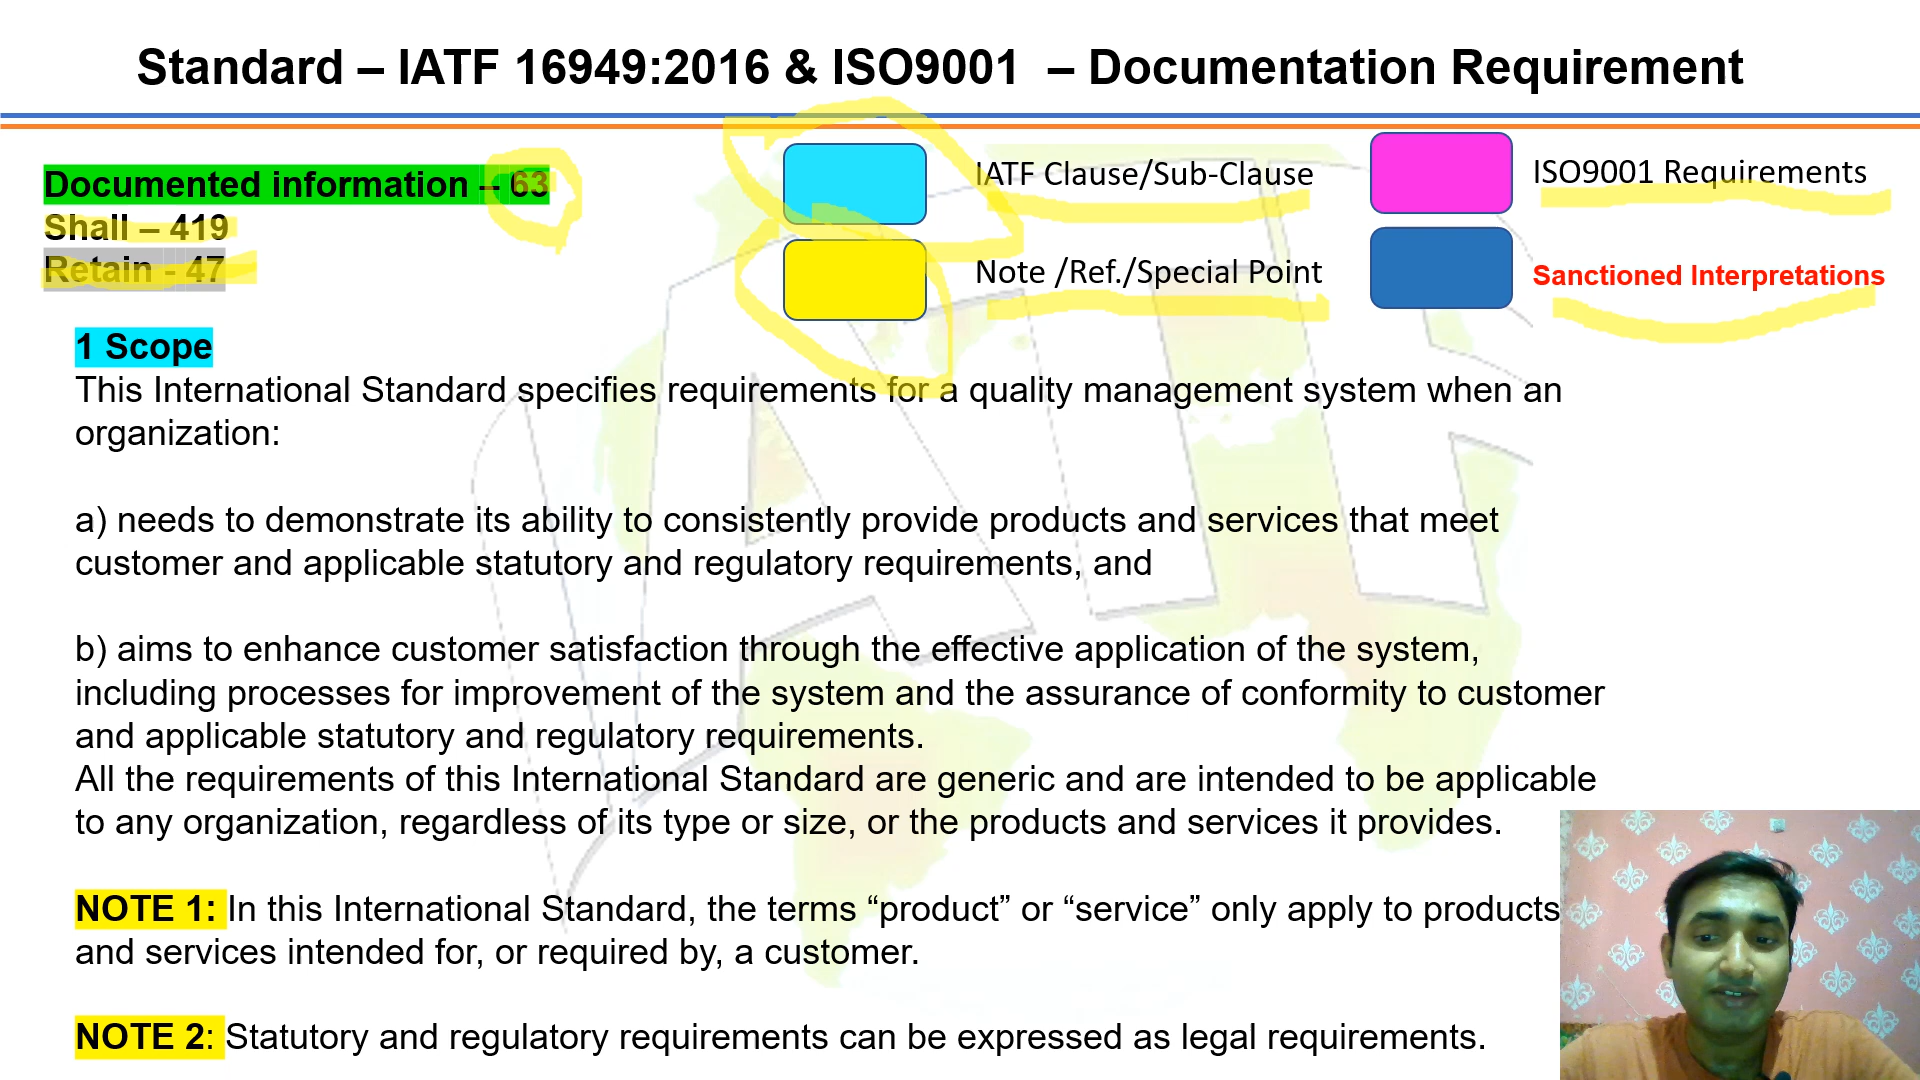 Standard – IATF 16949:2016 & ISO9001 – Documentation Requirement
Documented information – 63
Shall – 419
Retain - 47
IATF Clause/Sub-Clause
ISO9001 Requirements
Note /Ref./Special Point
Sanctioned Interpretations
1 Scope
This International Standard specifies requirements for a quality management system when an
organization:
a) needs to demonstrate its ability to consistently provide products and services that meet
customer and applicable statutory and regulatory requirements, and
b) aims to enhance customer satisfaction through the effective application of the system,
including processes for improvement of the system and the assurance of conformity to customer
and applicable statutory and regulatory requirements.
All the requirements of this International Standard are generic and are intended to be applicable
to any organization, regardless of its type or size, or the products and services it provides.
NOTE 1: In this International Standard, the terms “product” or “service” only apply to products
and services intended for, or required by, a customer.
NOTE 2: Statutory and regulatory requirements can be expressed as legal requirements.
IATF